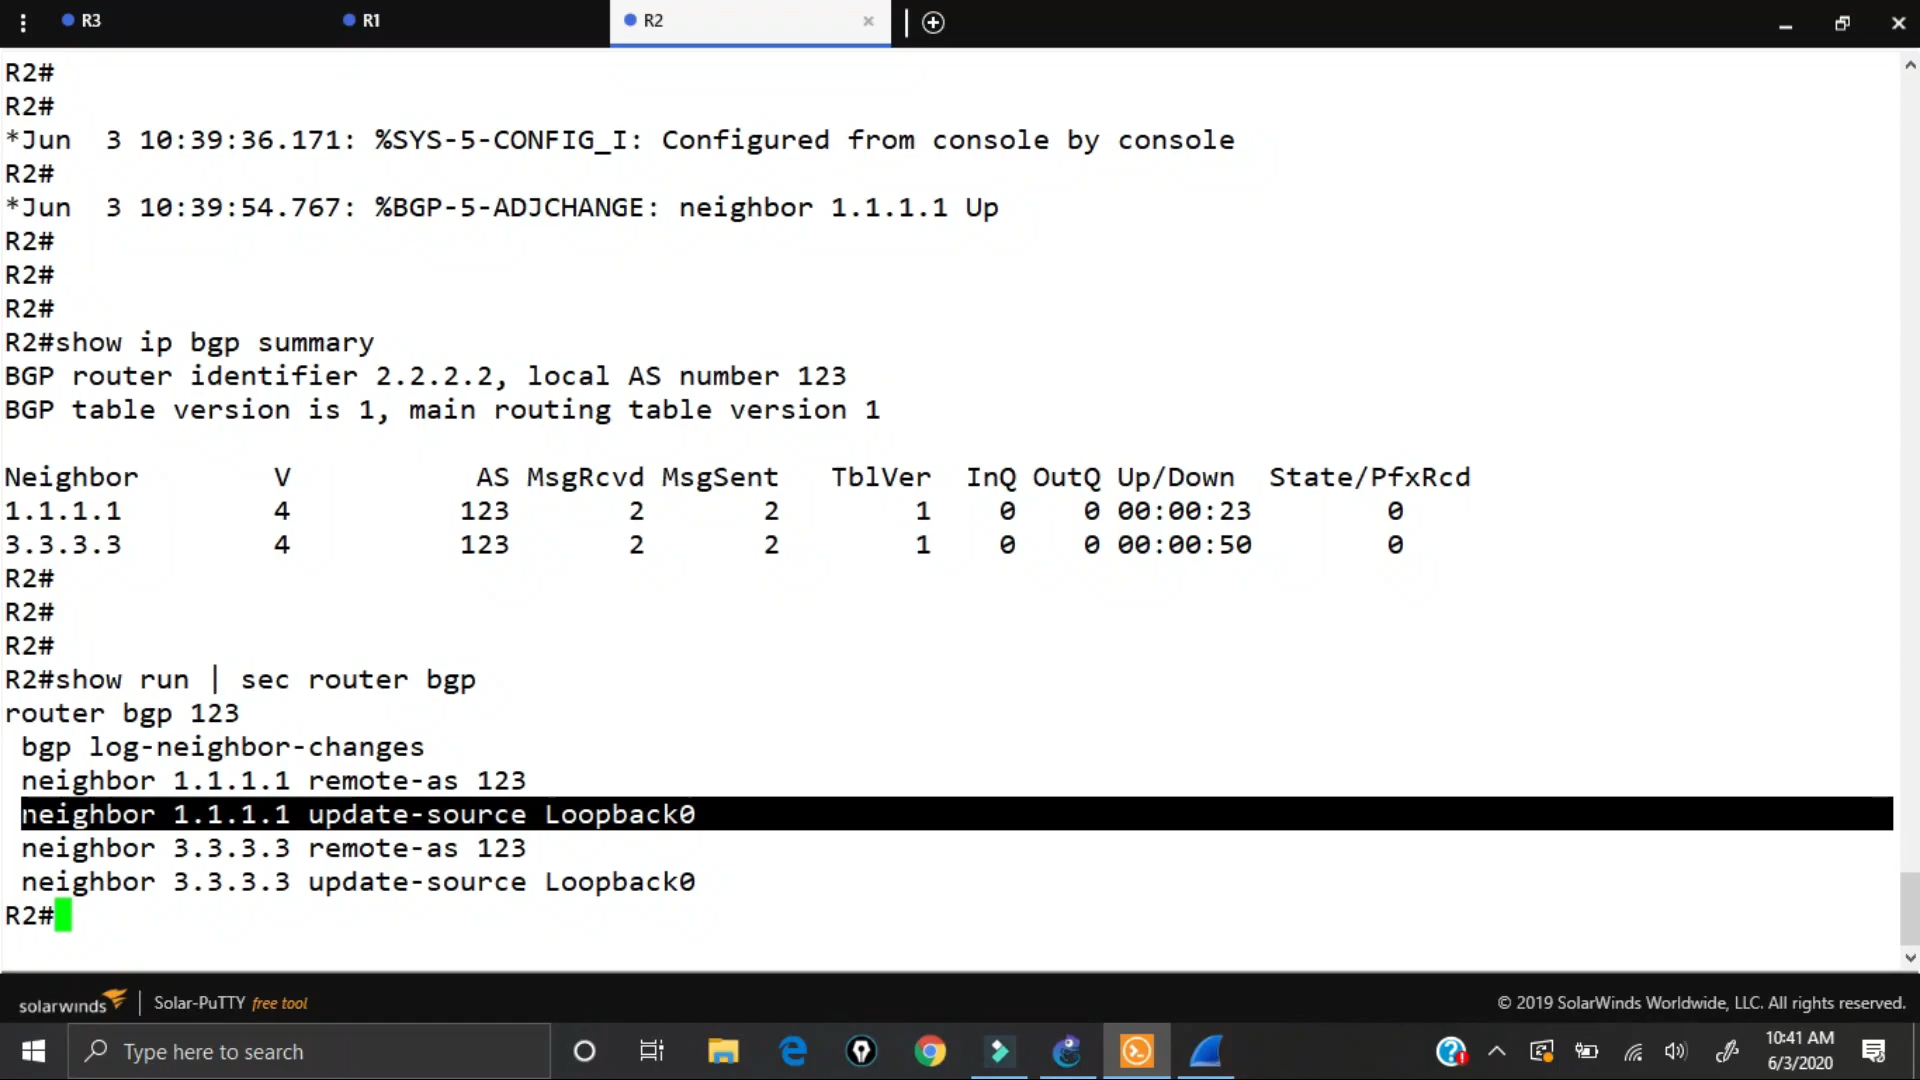 R3
R1
R2
R2#
R2#
*Jun  3 10:39:36.171: %SYS-5-CONFIG_I: Configured from console by console
R2#
*Jun  3 10:39:54.767: %BGP-5-ADJCHANGE: neighbor 1.1.1.1 Up
R2#
R2#
R2#
R2#show ip bgp summary
BGP router identifier 2.2.2.2, local AS number 123
BGP table version is 1, main routing table version 1
Neighbor        V           AS MsgRcvd MsgSent   TblVer  InQ OutQ Up/Down  State/PfxRcd
1.1.1.1         4          123       2       2        1    0    0 00:00:23        0
3.3.3.3         4          123       2       2        1    0    0 00:00:50        0
R2#
R2#
R2#
R2#show run | sec router bgp
router bgp 123
 bgp log-neighbor-changes
 neighbor 1.1.1.1 remote-as 123
 neighbor 1.1.1.1 update-source Loopback0
 neighbor 3.3.3.3 remote-as 123
 neighbor 3.3.3.3 update-source Loopback0
R2#
solarwinds | Solar-PuTTY free tool
© 2019 SolarWinds Worldwide, LLC. All rights reserved.
Type here to search
10:41 AM
6/3/2020